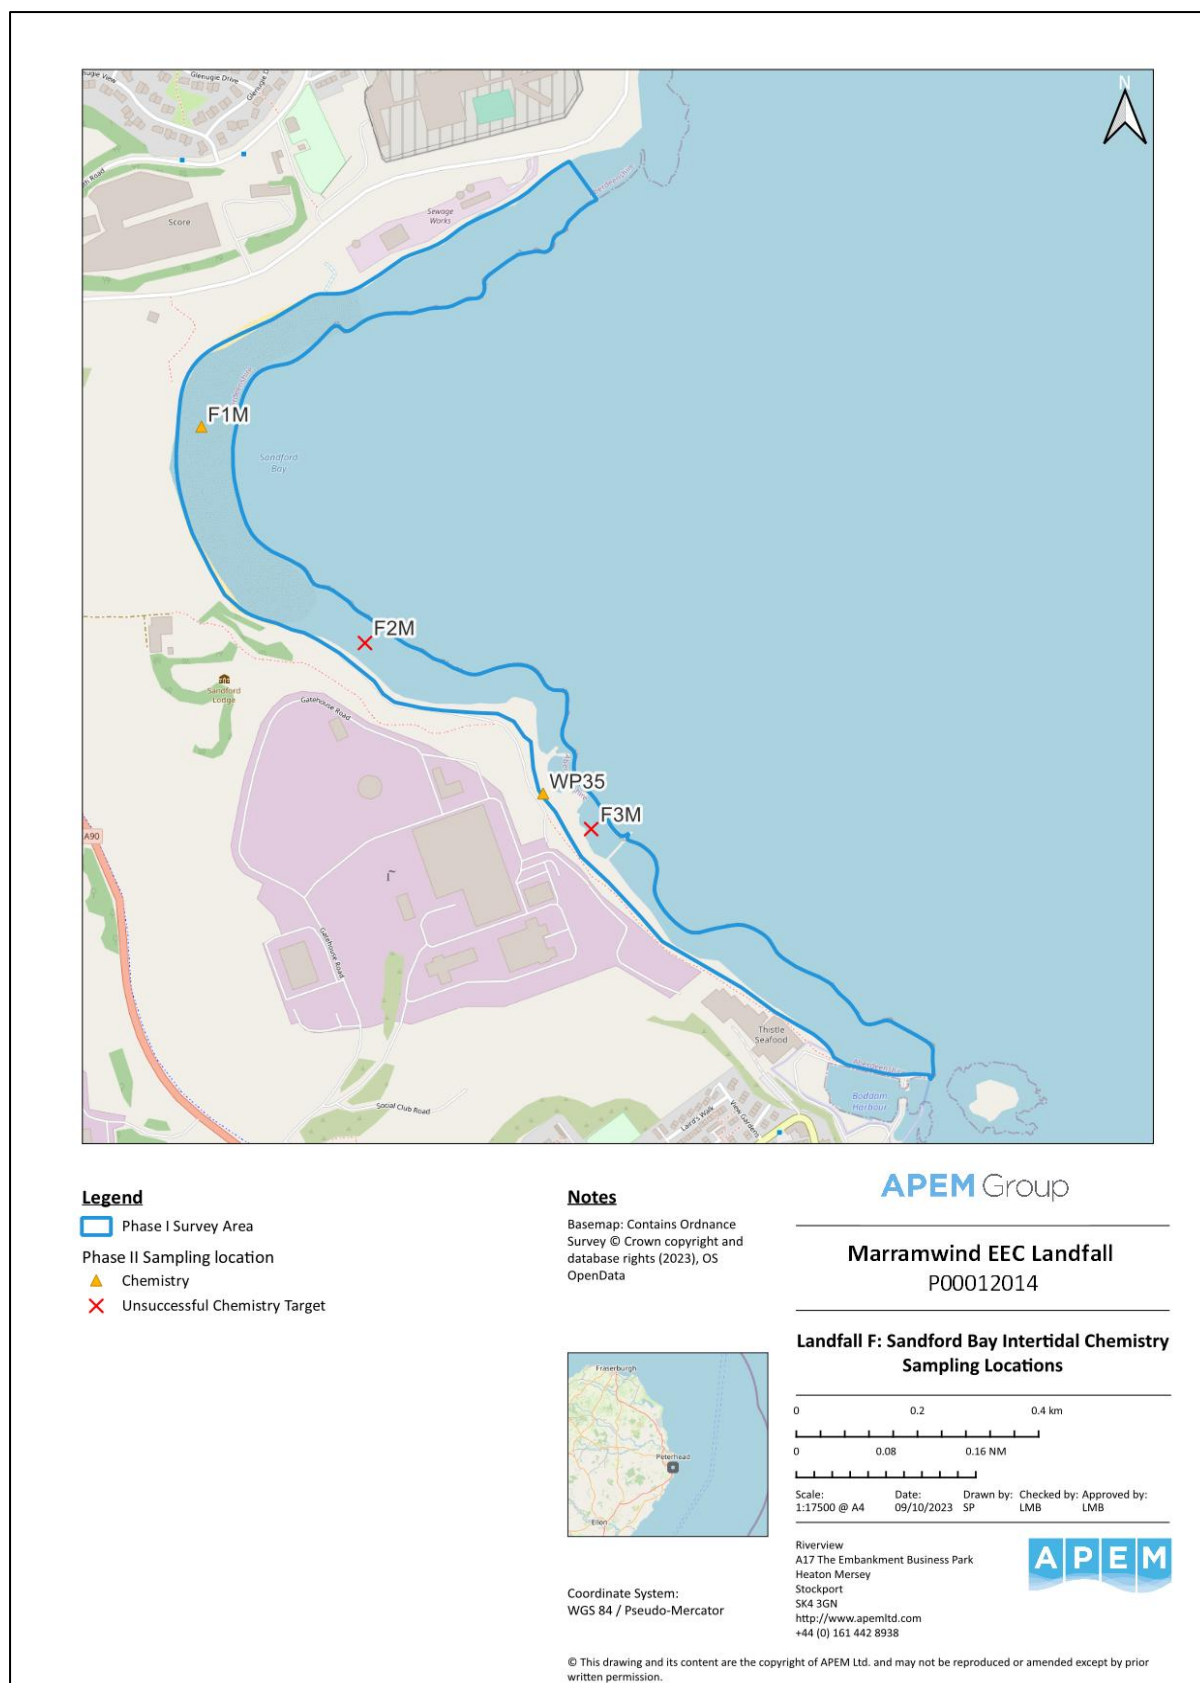 N
Glenugie Drive
Score
Sewage
Works
F1M
Sandford
Bay
F2M
Sandford
Lodge
Gatehouse Road
WP35
F3M
A90
Gatehouse Road
Thistle
Seafood
Boddam
Harbour
Social Club Road
Laird's Walk
View Gardens
Legend
Phase I Survey Area
Phase II Sampling location
Chemistry
Unsuccessful Chemistry Target
Notes
Basemap: Contains Ordnance
Survey © Crown copyright and
database rights (2023), OS
OpenData
Fraserburgh
Peterhead
Ellon
Coordinate System:
WGS 84 / Pseudo-Mercator
APEM Group
Marramwind EEC Landfall
P00012014
Landfall F: Sandford Bay Intertidal Chemistry
Sampling Locations
0 0.2 0.4 km
0 0.08 0.16 NM
Scale: Date: Drawn by: Checked by: Approved by:
1:17500 @ A4 09/10/2023 SP LMB LMB
Riverview
A17 The Embankment Business Park
Heaton Mersey
Stockport
SK4 3GN
http://www.apemltd.com
+44 (0) 161 442 8938
APEM
© This drawing and its content are the copyright of APEM Ltd. and may not be reproduced or amended except by prior
written permission.